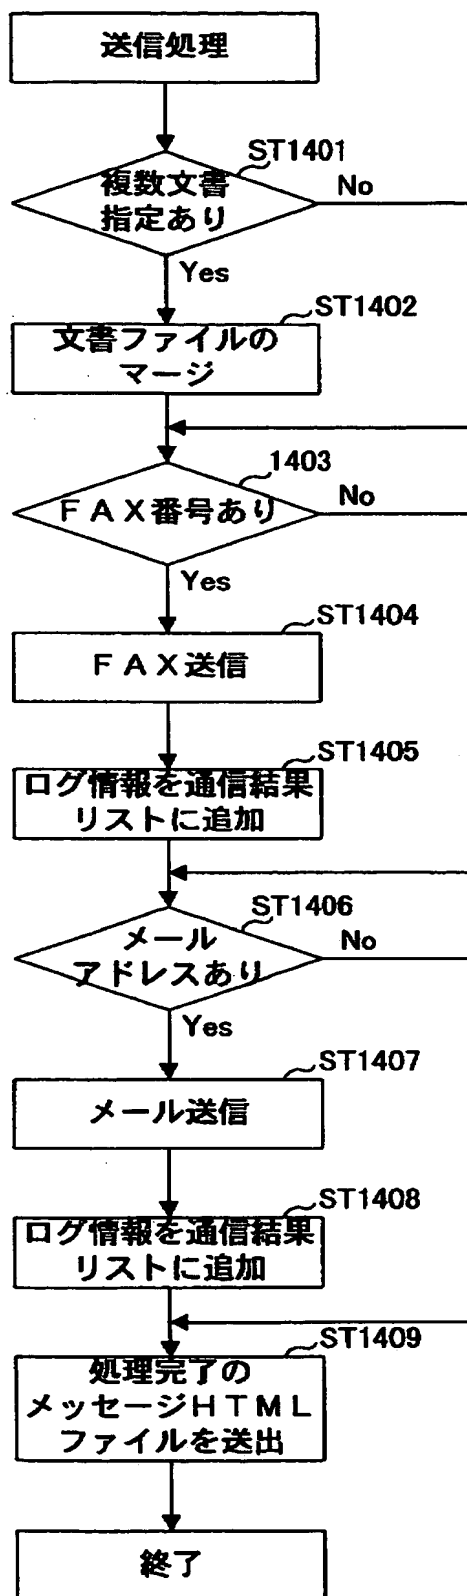 送信処理
ST1401
複数文書
指定あり
No
Yes
ST1402
文書ファイルの
マージ
1403
FAX番号あり
No
Yes
ST1404
FAX送信
ST1405
ログ情報を通信結果
リストに追加
ST1406
メール
アドレスあり
No
Yes
ST1407
メール送信
ST1408
ログ情報を通信結果
リストに追加
ST1409
処理完了の
メッセージHTML
ファイルを送出
終了